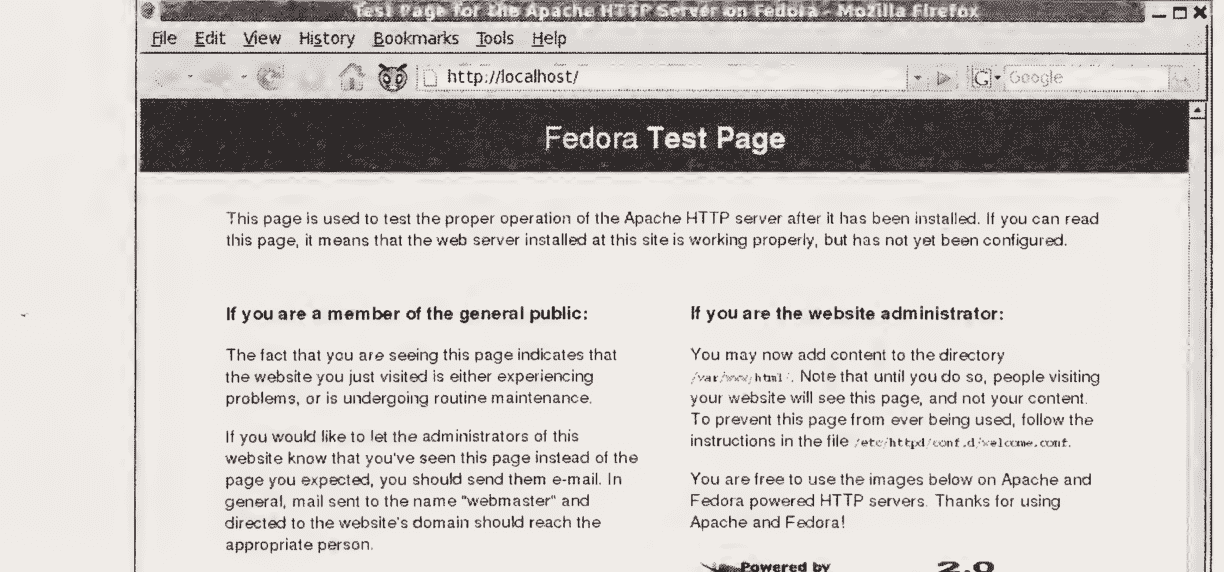 Test Page for the Apache HTTP Server on Fedora - Mozilla Firefox
File Edit View History Bookmarks Tools Help
http://localhost/
G Google
Fedora Test Page
This page is used to test the proper operation of the Apache HTTP server after it has been installed. If you can read
this page, it means that the web server installed at this site is working properly, but has not yet been configured.
If you are a member of the general public:
The fact that you are seeing this page indicates that
the website you just visited is either experiencing
problems, or is undergoing routine maintenance.
If you would like to let the administrators of this
website know that you've seen this page instead of the
page you expected, you should send them e-mail. In
general, mail sent to the name "webmaster" and
directed to the website's domain should reach the
appropriate person.
If you are the website administrator:
You may now add content to the directory
/var/www/html/. Note that until you do so, people visiting
your website will see this page, and not your content.
To prevent this page from ever being used, follow the
instructions in the file /etc/httpd/conf.d/welcome.conf.
You are free to use the images below on Apache and
Fedora powered HTTP servers. Thanks for using
Apache and Fedora!
Powered by
2.0